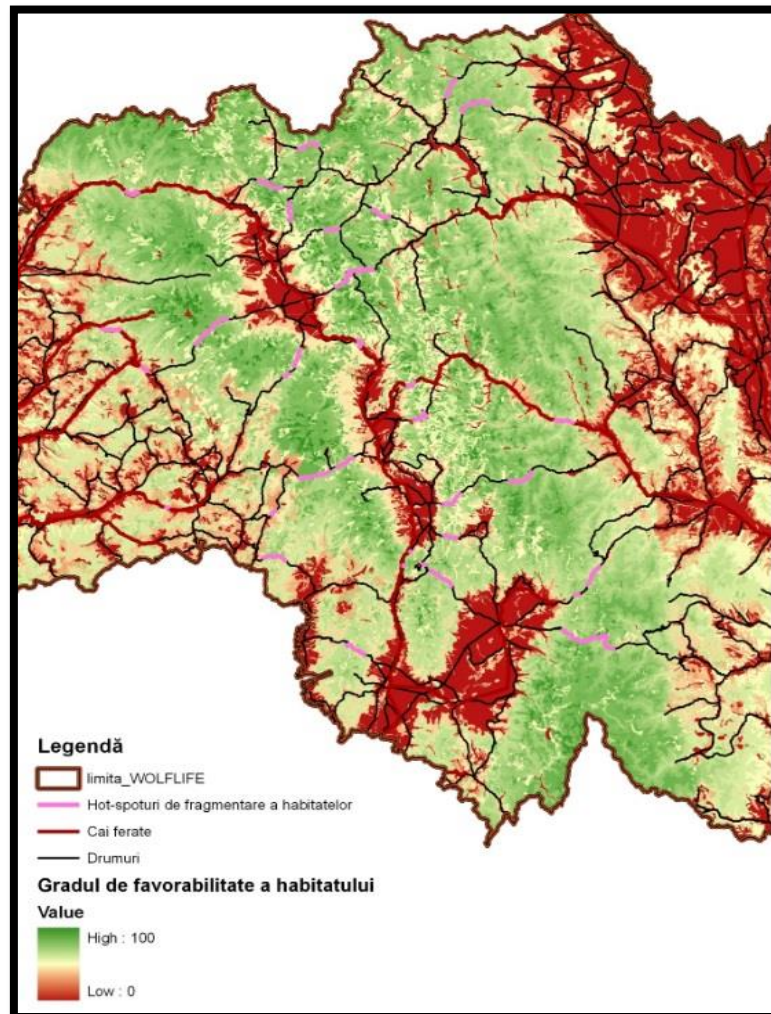 Legendă
limita_WOLFLIFE
Hot-spoturi de fragmentare a habitatelor
Cai ferate
Drumuri
Gradul de favorabilitate a habitatului
Value
High : 100
Low : 0